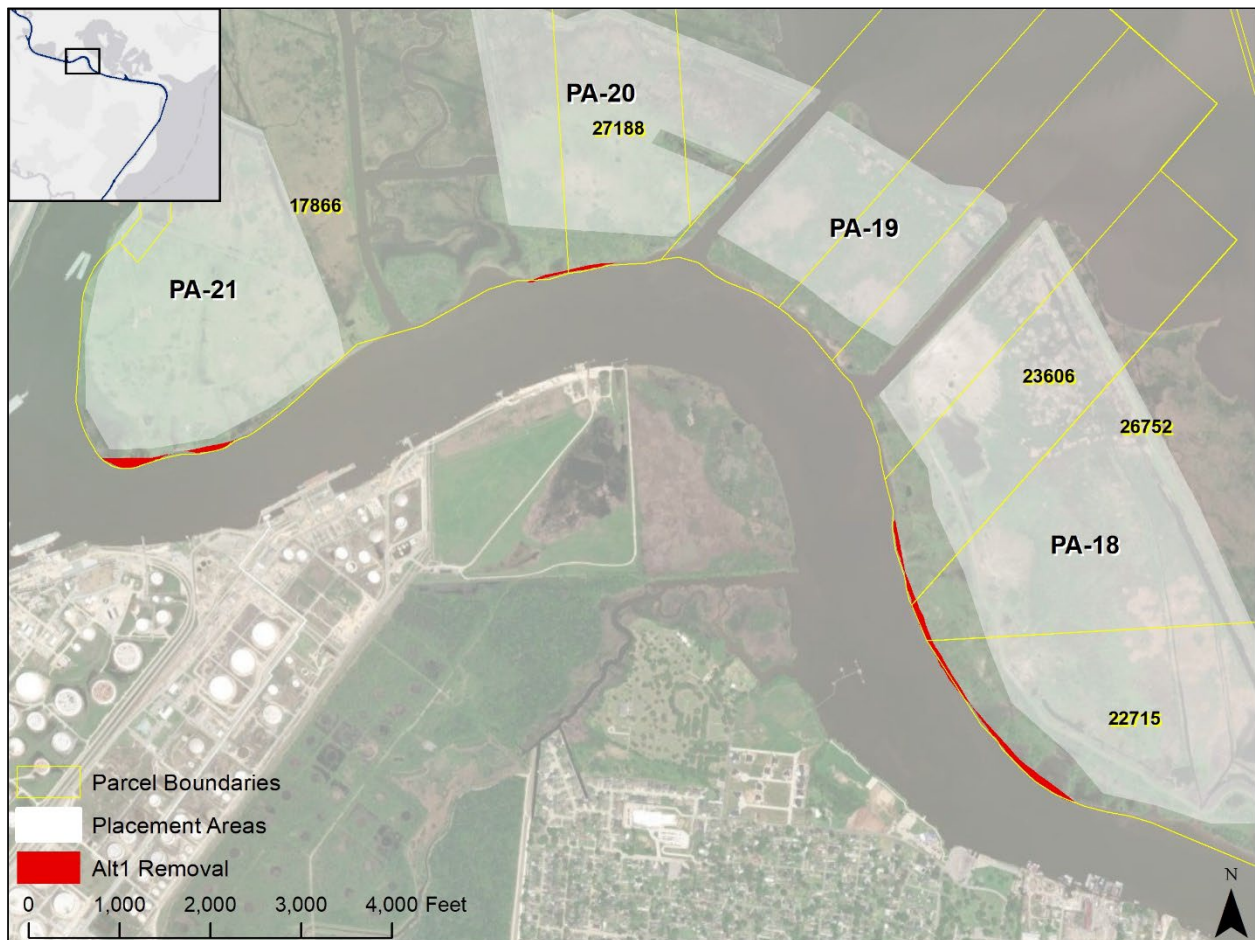 PA-20
27188
17866
PA-19
PA-21
23606
26752
PA-18
22715
Parcel Boundaries
Placement Areas
Alt1 Removal
0 1,000 2,000 3,000 4,000 Feet
N